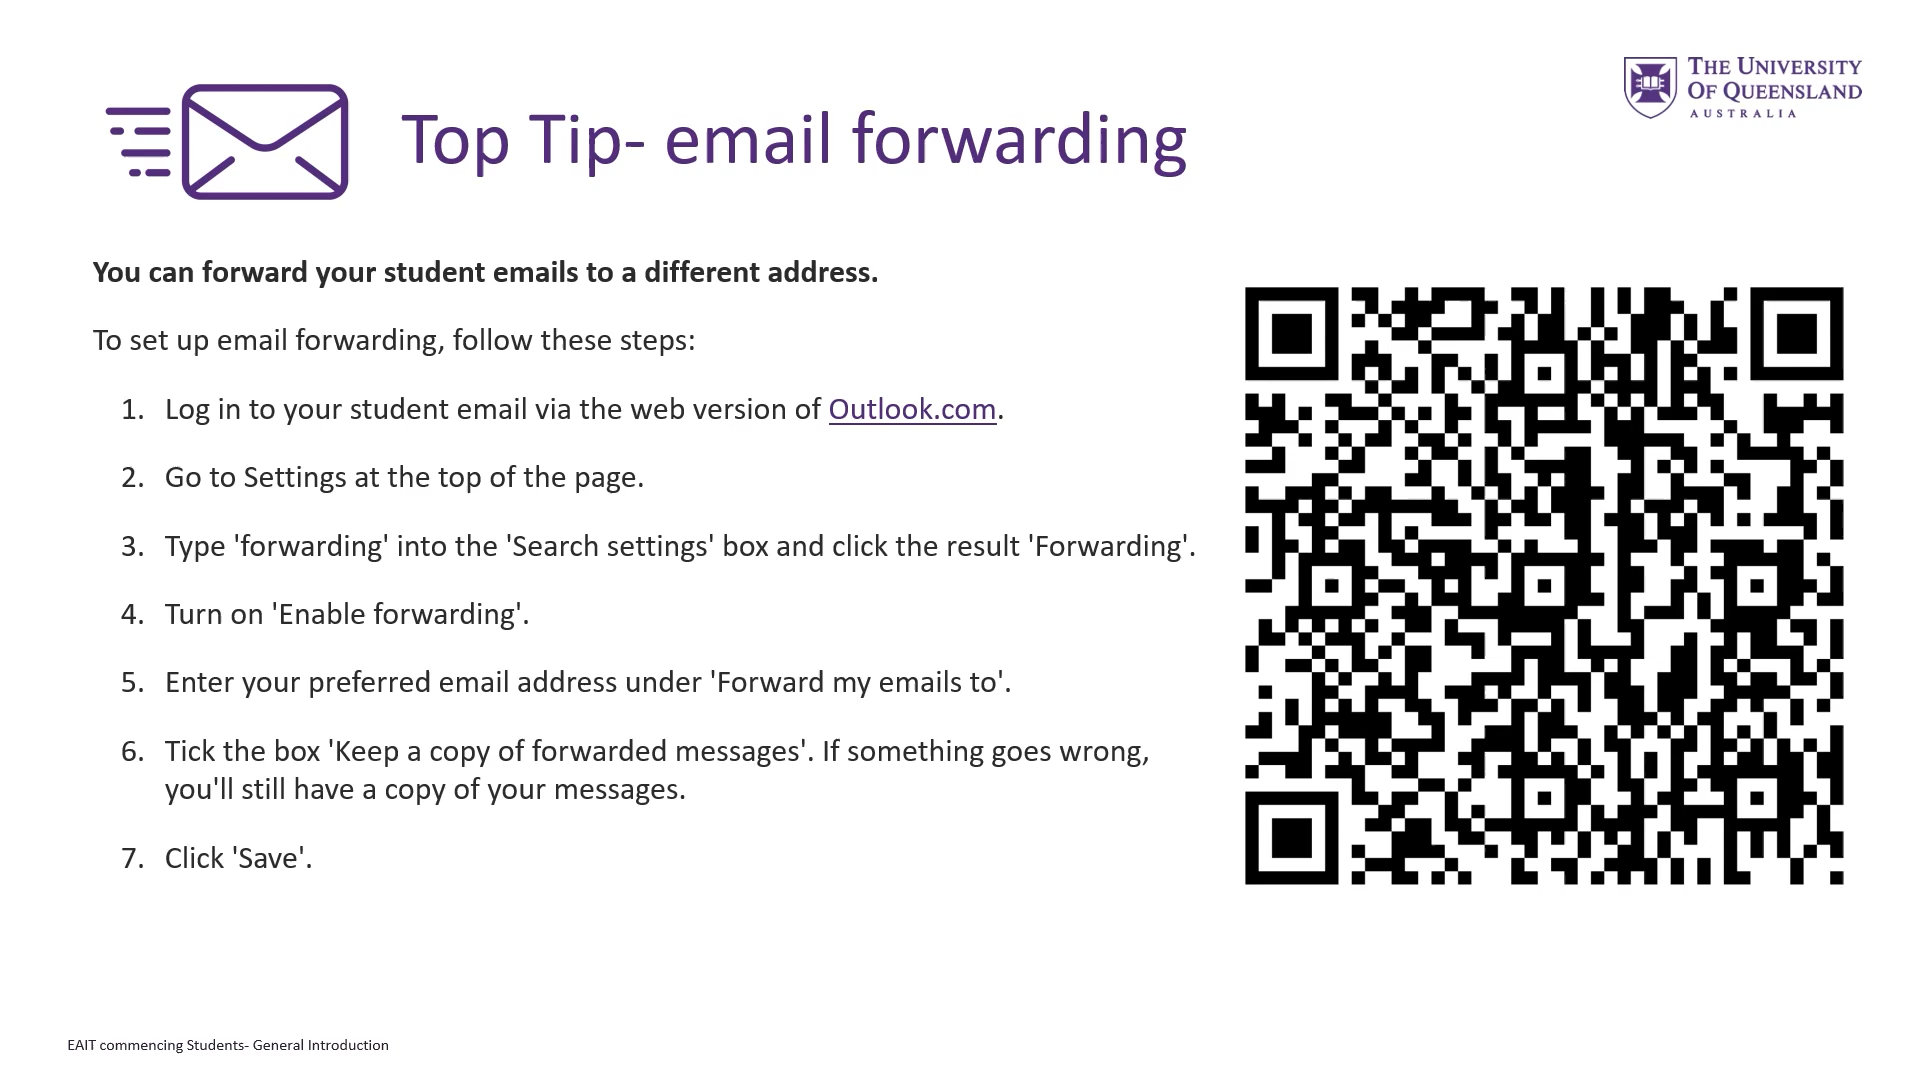 THE UNIVERSITY
OF QUEENSLAND
AUSTRALIA
Top Tip- email forwarding
You can forward your student emails to a different address.
To set up email forwarding, follow these steps:
1. Log in to your student email via the web version of Outlook.com.
2. Go to Settings at the top of the page.
3. Type 'forwarding' into the 'Search settings' box and click the result 'Forwarding'.
4. Turn on 'Enable forwarding'.
5. Enter your preferred email address under 'Forward my emails to'.
6. Tick the box 'Keep a copy of forwarded messages'. If something goes wrong,
you'll still have a copy of your messages.
7. Click 'Save'.
EAIT commencing Students- General Introduction